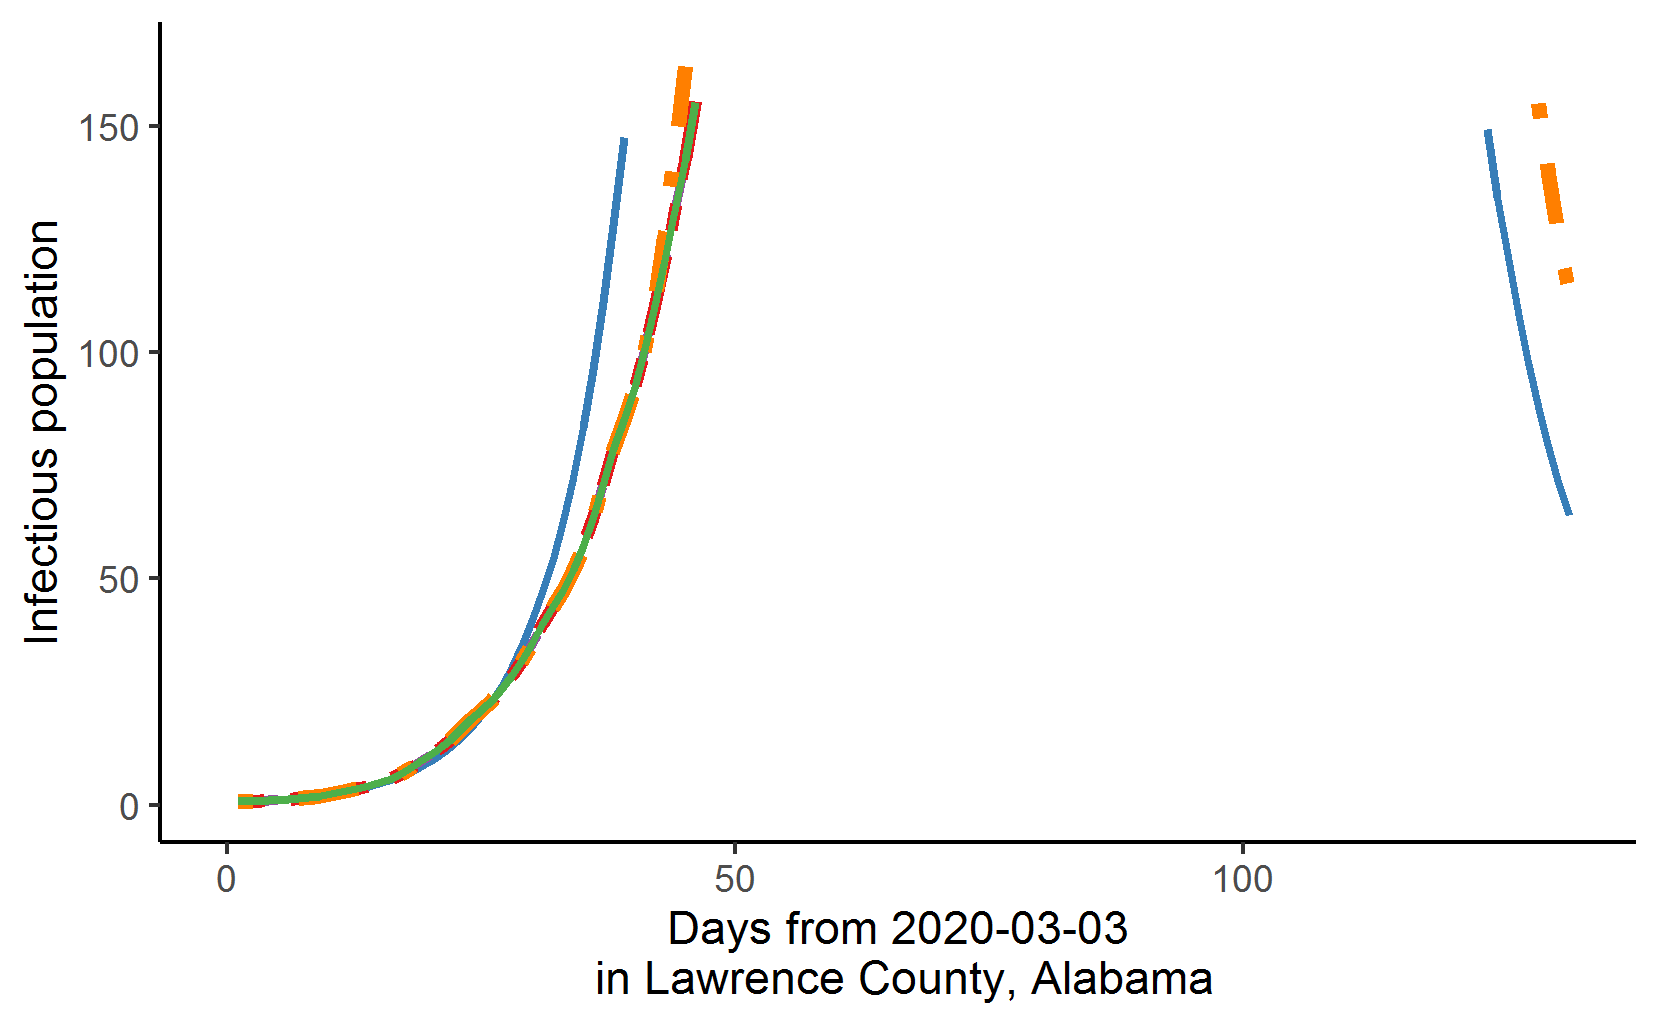 Infectious population
150
100
50
0
0
50
100
Days from 2020-03-03
in Lawrence County, Alabama